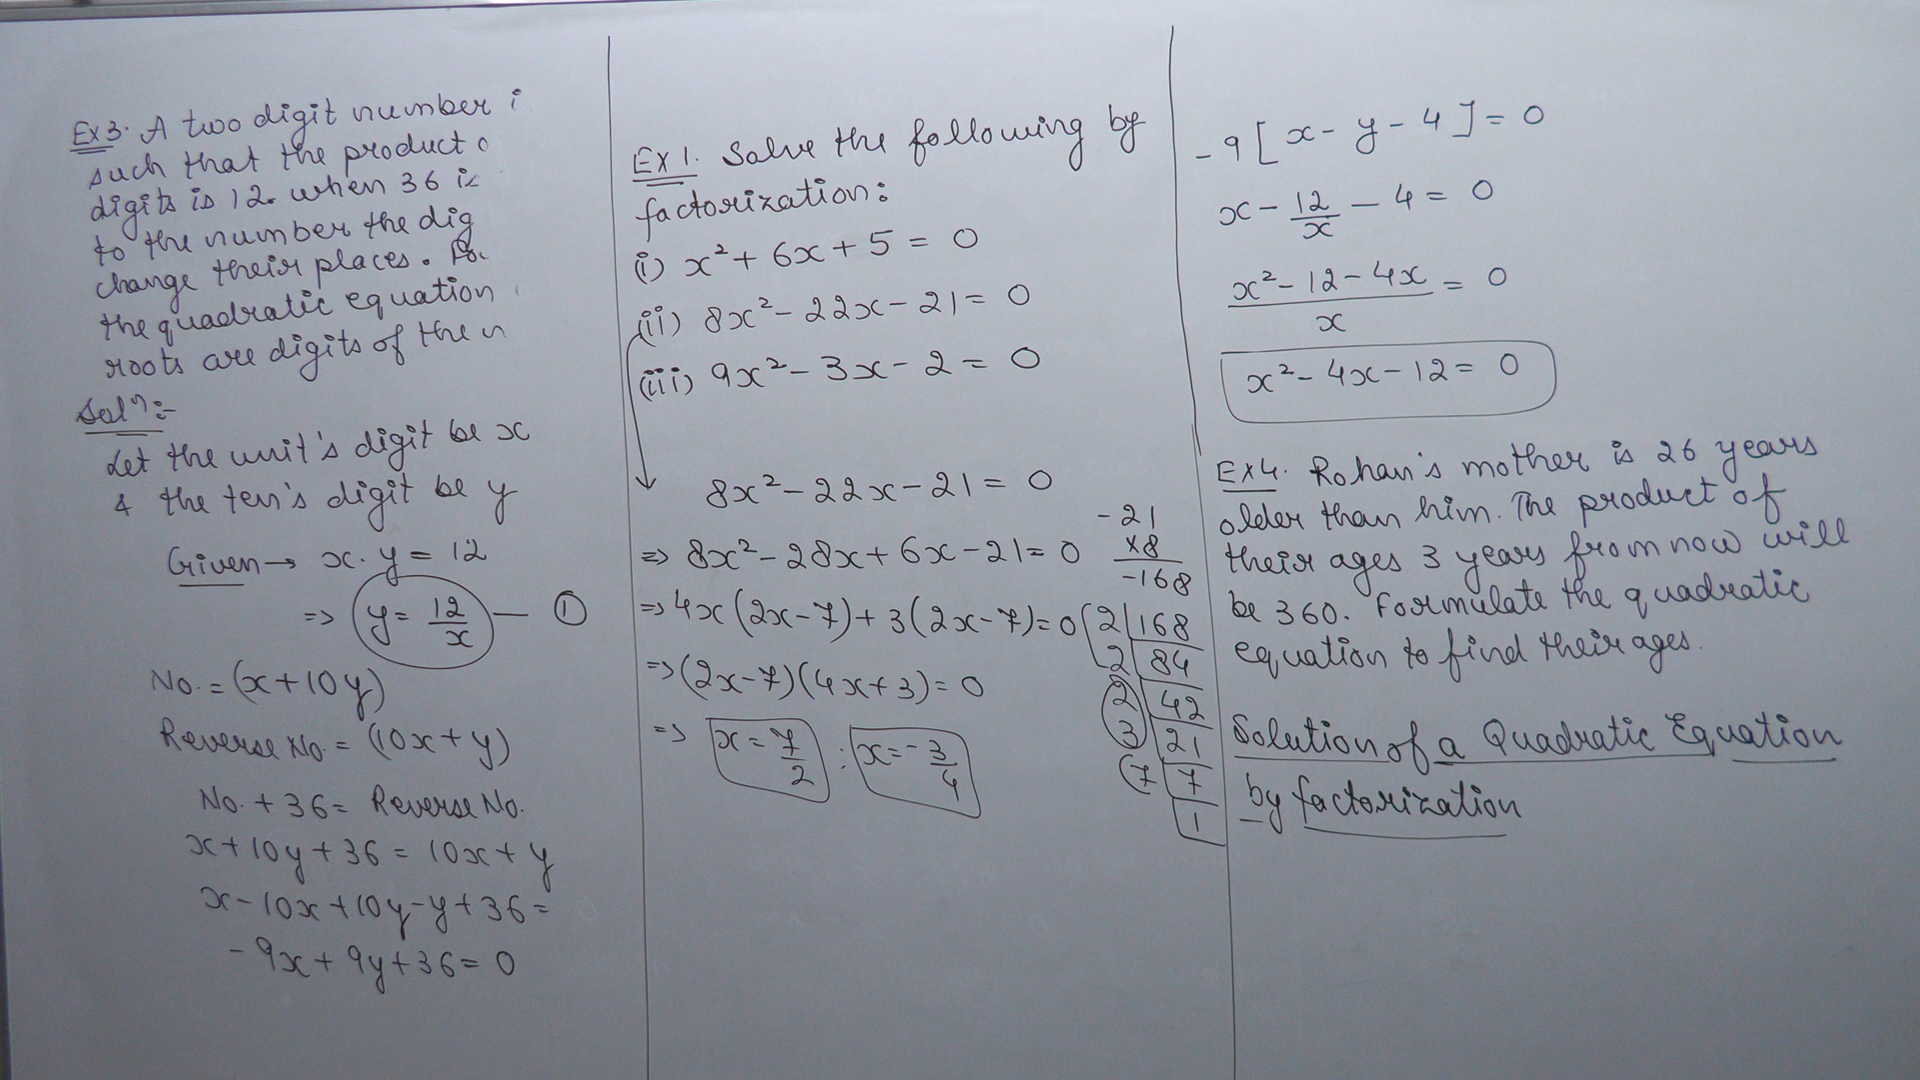 Ex 3. A two digit number i
such that the product o
digits is 12. when 36 is
to the number the dig
change their places.
the quadratic equation
roots are digits of the n
Solⁿ:-
Let the unit's digit be x
& the ten's digit be y
Given → x.y = 12
=> y = 12/x — ①
No. = (x+10y)
Reverse No. = (10x+y)
No. + 36 = Reverse No.
x+10y+36 = 10x+y
x-10x+10y-y+36 =
-9x+9y+36 = 0
Ex 1. Solve the following by
factorization:
(i) x²+6x+5 = 0
(ii) 8x²-22x-21 = 0
(iii) 9x²-3x-2 = 0
8x²-22x-21 = 0
=> 8x²-28x+6x-21 = 0
=> 4x(2x-7)+3(2x-7) = 0
=> (2x-7)(4x+3) = 0
=> x = 7/2 ; x = -3/4
-21
x8
-168
2 168
2 84
2 42
3 21
7 7
1
-9[x-y-4] = 0
x - 12/x - 4 = 0
x²-12-4x/x = 0
x²-4x-12 = 0
Ex 4. Rohan's mother is 26 years
older than him. The product of
their ages 3 years from now will
be 360. Formulate the quadratic
equation to find their ages.
Solution of a Quadratic Equation
by factorization